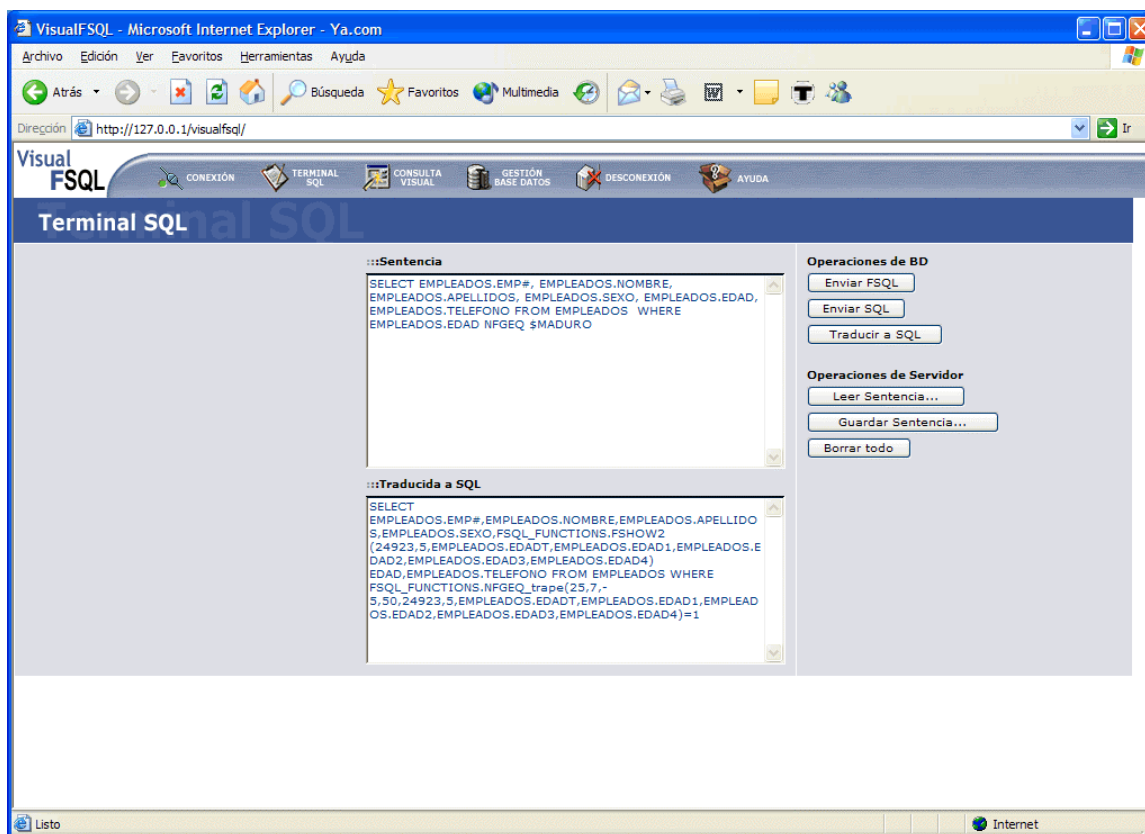 VisualFSQL - Microsoft Internet Explorer - Ya.com
Archivo Edición Ver Favoritos Herramientas Ayuda
Atrás Búsqueda Favoritos Multimedia
Dirección http://127.0.0.1/visualfsql/ Ir
Visual
FSQL
CONEXIÓN
TERMINAL
SQL
CONSULTA
VISUAL
GESTIÓN
BASE DATOS
DESCONEXIÓN
AYUDA
Terminal SQL
Terminal SQL
:::Sentencia
SELECT EMPLEADOS.EMP#, EMPLEADOS.NOMBRE,
EMPLEADOS.APELLIDOS, EMPLEADOS.SEXO, EMPLEADOS.EDAD,
EMPLEADOS.TELEFONO FROM EMPLEADOS WHERE
EMPLEADOS.EDAD NFGEQ $MADURO
:::Traducida a SQL
SELECT
EMPLEADOS.EMP#,EMPLEADOS.NOMBRE,EMPLEADOS.APELLIDO
S,EMPLEADOS.SEXO,FSQL_FUNCTIONS.FSHOW2
(24923,5,EMPLEADOS.EDADT,EMPLEADOS.EDAD1,EMPLEADOS.E
DAD2,EMPLEADOS.EDAD3,EMPLEADOS.EDAD4)
EDAD,EMPLEADOS.TELEFONO FROM EMPLEADOS WHERE
FSQL_FUNCTIONS.NFGEQ_trape(25,7,-
5,50,24923,5,EMPLEADOS.EDADT,EMPLEADOS.EDAD1,EMPLEAD
OS.EDAD2,EMPLEADOS.EDAD3,EMPLEADOS.EDAD4)=1
Operaciones de BD
Enviar FSQL
Enviar SQL
Traducir a SQL
Operaciones de Servidor
Leer Sentencia...
Guardar Sentencia...
Borrar todo
Listo
Internet